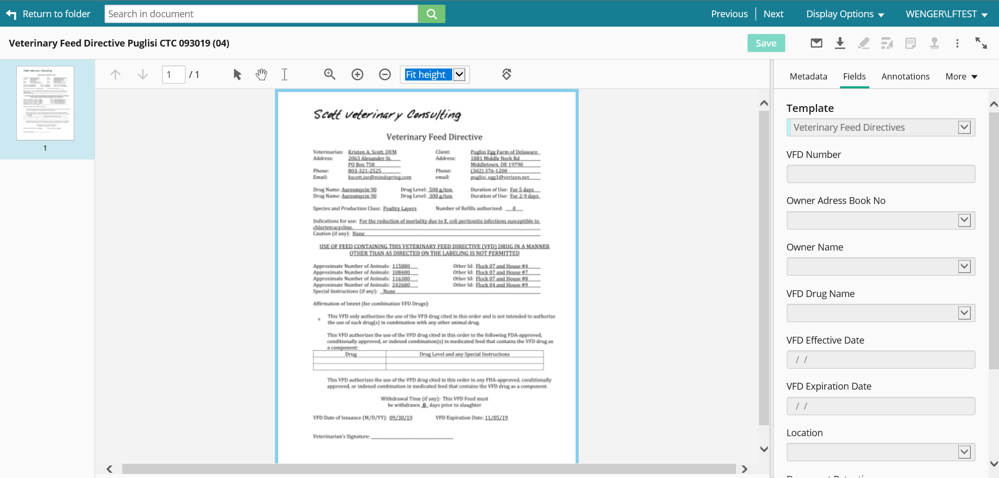 Return to folder
Search in document
Previous | Next Display Options WENGER\LFTEST
Veterinary Feed Directive Puglisi CTC 093019 (04)
Save
1
1 / 1
Fit height
Scott Veterinary Consulting
Veterinary Feed Directive
Veterinarian: Kristen A. Scott, DVM Client: Puglisi Egg Farm of Delaware
Address: 2063 Alexander St. Address: 1881 Middle Neck Rd
PO Box 758 Middletown, DE 19790
Phone: 803-321-2525 Phone: (302) 376-1200
Email: kscott.ise@mindspring.com email: puglisi_egg1@verizon.net
Drug Name: Aureomycin 90 Drug Level: 500 g/ton Duration of Use: For 5 days
Drug Name: Aureomycin 90 Drug Level: 300 g/ton Duration of Use: For 2-9 days
Species and Production Class: Poultry Layers Number of Refills authorized: 0
Indications for use: For the reduction of mortality due to E. coli peritonitis infections susceptible to
chlortetracycline.
Caution (if any): None
USE OF FEED CONTAINING THIS VETERINARY FEED DIRECTIVE (VFD) DRUG IN A MANNER
OTHER THAN AS DIRECTED ON THE LABELING IS NOT PERMITTED
Approximate Number of Animals: 115800 Other Id: Flock 07 and House #4
Approximate Number of Animals: 108400 Other Id: Flock 07 and House #7
Approximate Number of Animals: 116300 Other Id: Flock 07 and House #8
Approximate Number of Animals: 242600 Other Id: Flock 04 and House #9
Special Instructions (if any): None
Affirmation of Intent (for combination VFD Drugs):
v This VFD only authorizes the use of the VFD drug cited in this order and is not intended to authorize
the use of such drug(s) in combination with any other animal drug.
This VFD authorizes the use of the VFD drug cited in this order in the following FDA-approved,
conditionally approved, or indexed combination(s) in medicated feed that contains the VFD drug as
a component:
Drug Drug Level and any Special Instructions
This VFD authorizes the use of the VFD drug cited in this order in any FDA-approved, conditionally
approved, or indexed combination in medicated feed that contains the VFD drug as a component.
Withdrawal Time (if any): This VFD Feed must
be withdrawn 0 days prior to slaughter
VFD Date of Issuance (M/D/YY): 09/30/19 VFD Expiration Date: 11/05/19
Veterinarian's Signature:
Metadata Fields Annotations More
Template
Veterinary Feed Directives
VFD Number
Owner Adress Book No
Owner Name
VFD Drug Name
VFD Effective Date
/ /
VFD Expiration Date
/ /
Location